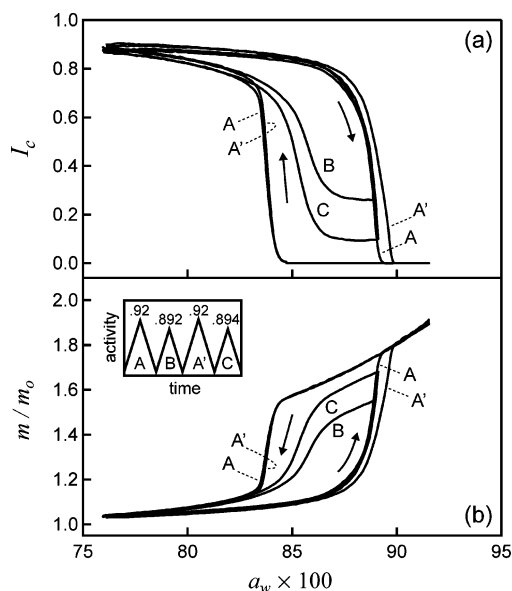 1.0
(a)
0.8
0.6
I_c
0.4
0.2
0.0
A
A'
B
C
A'
A
2.0
1.8
1.6
m / m_o
1.4
1.2
1.0
.92 .892 .92 .894
activity
A B A' C
time
A
C
A'
B
A'
A
(b)
75 80 85 90 95
a_w × 100